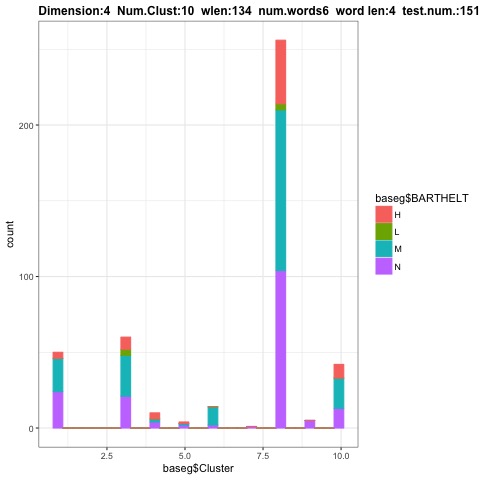 Dimension:4 Num.Clust:10 wlen:134 num.words6 word len:4 test.num.:151
200
100
0
count
2.5 5.0 7.5 10.0
baseg$Cluster
baseg$BARTHELT
H
L
M
N